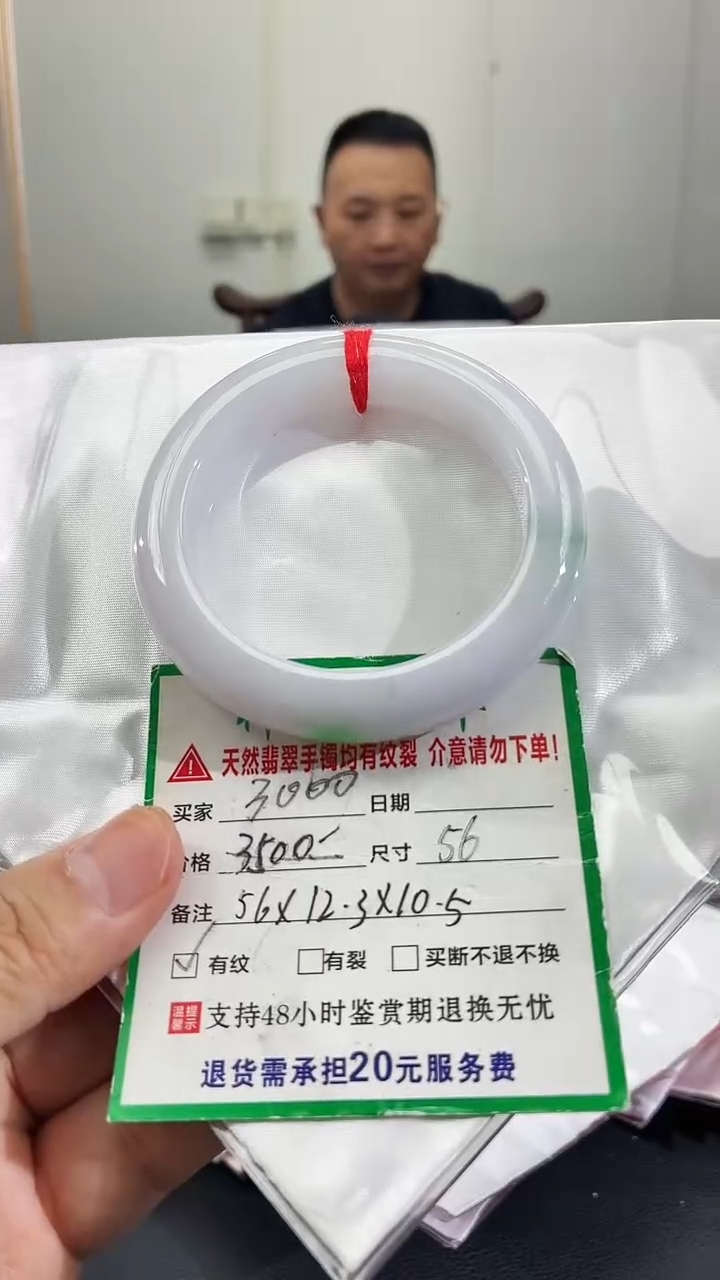 天然翡翠手镯均有纹裂 介意请勿下单!
买家 3000 日期
价格 3500 尺寸 56
备注 56X12.3X10.5
☑有纹 □有裂 □买断不退不换
温馨提示 支持48小时鉴赏期退换无忧
退货需承担20元服务费